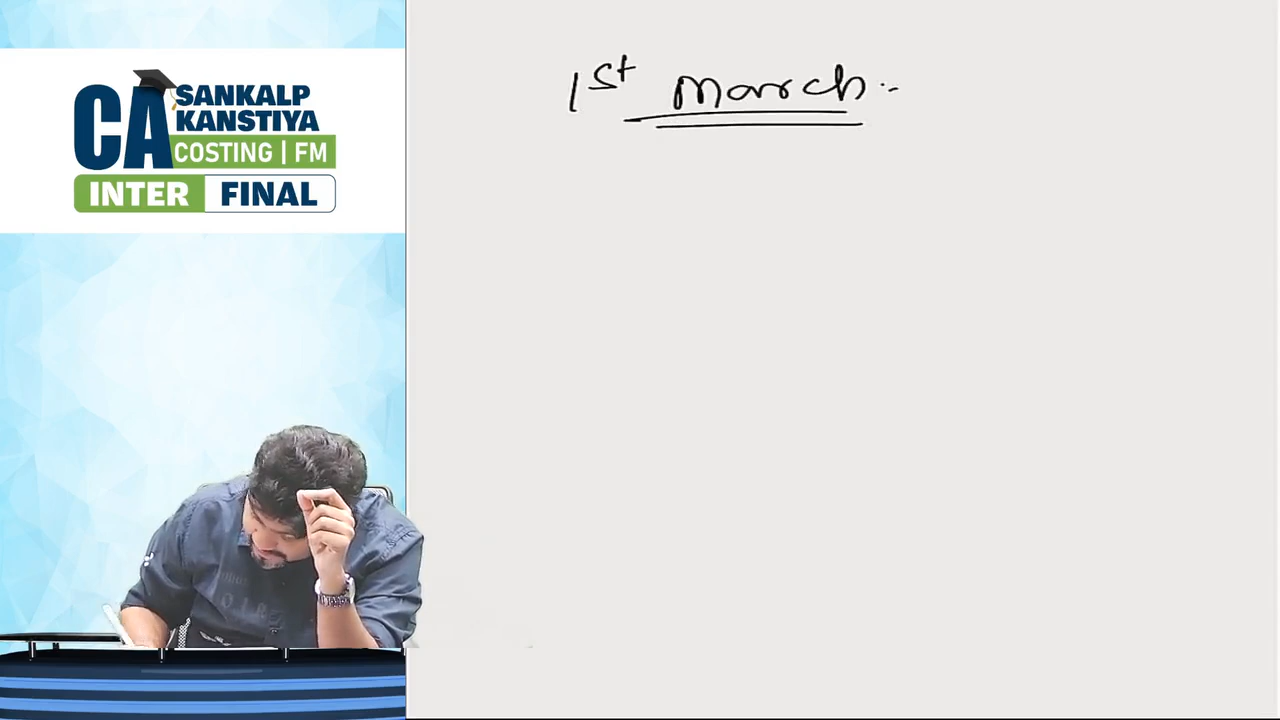 CA
SANKALP
KANSTIYA
COSTING | FM
INTER FINAL
1st March :-